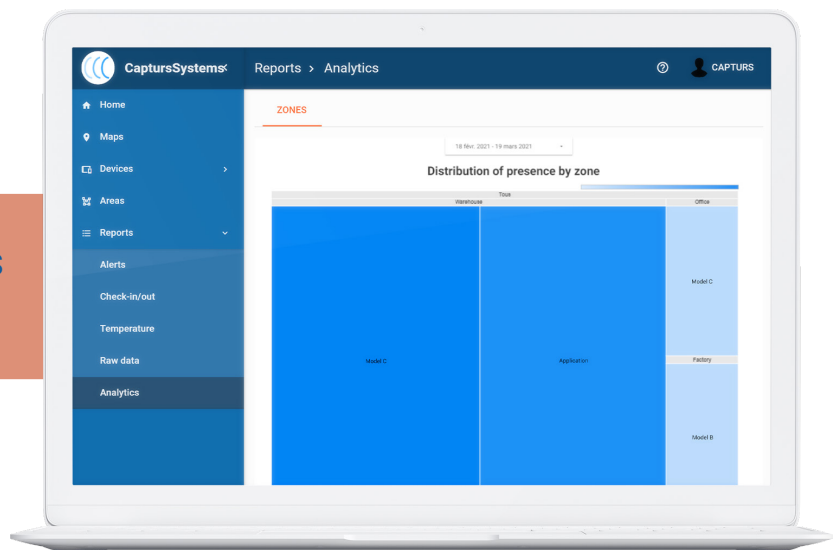 CaptursSystems
Reports > Analytics
CAPTURS
Home
Maps
Devices
Areas
Reports
Alerts
Check-in/out
Temperature
Raw data
Analytics
ZONES
18 févr. 2021 - 19 mars 2021
Distribution of presence by zone
Tous
Warehouse
Office
Model C
Application
Model C
Factory
Model B